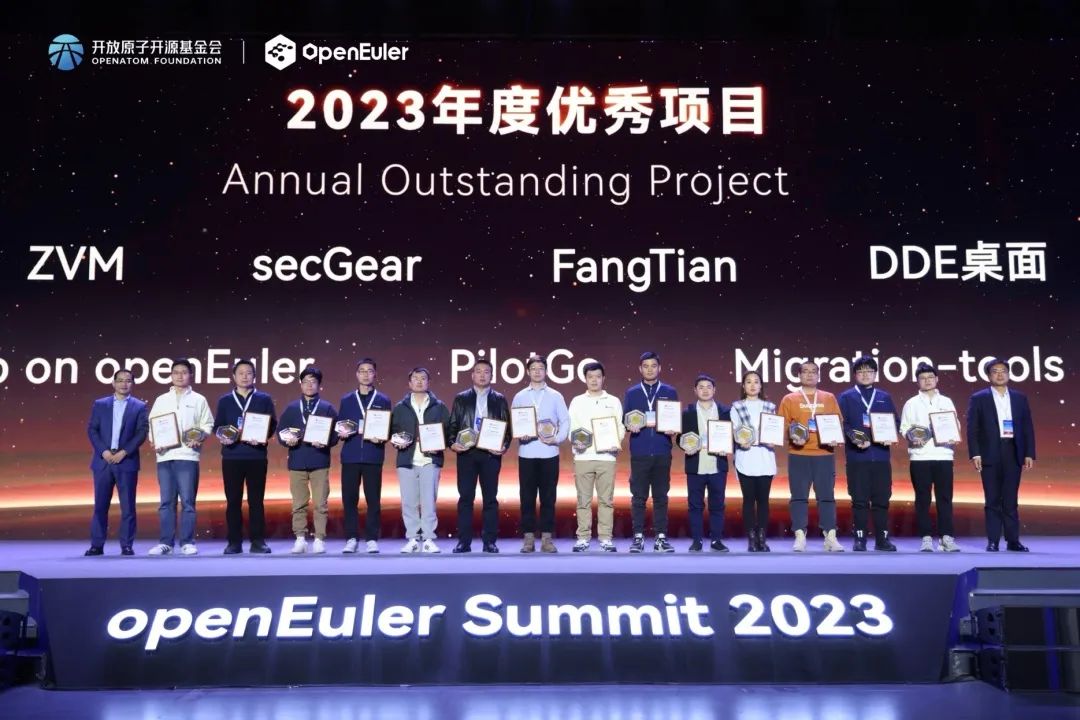 开放原子开源基金会
OPENATOM FOUNDATION
openEuler
2023年度优秀项目
Annual Outstanding Project
ZVM secGear FangTian DDE桌面
on openEuler PilotGo Migration-tools
openEuler Summit 2023